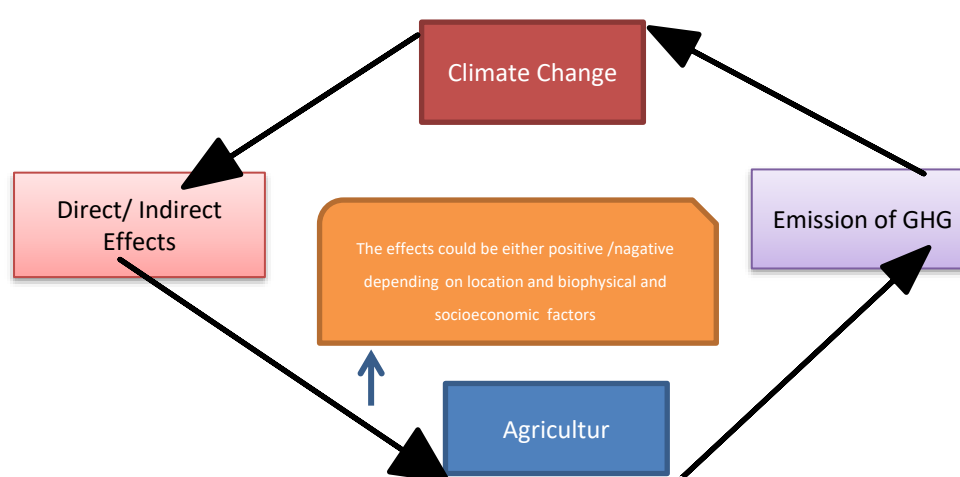 Climate Change
Direct/ Indirect
Effects
Emission of GHG
The effects could be either positive /nagative
depending on location and biophysical and
socioeconomic factors
Agricultur